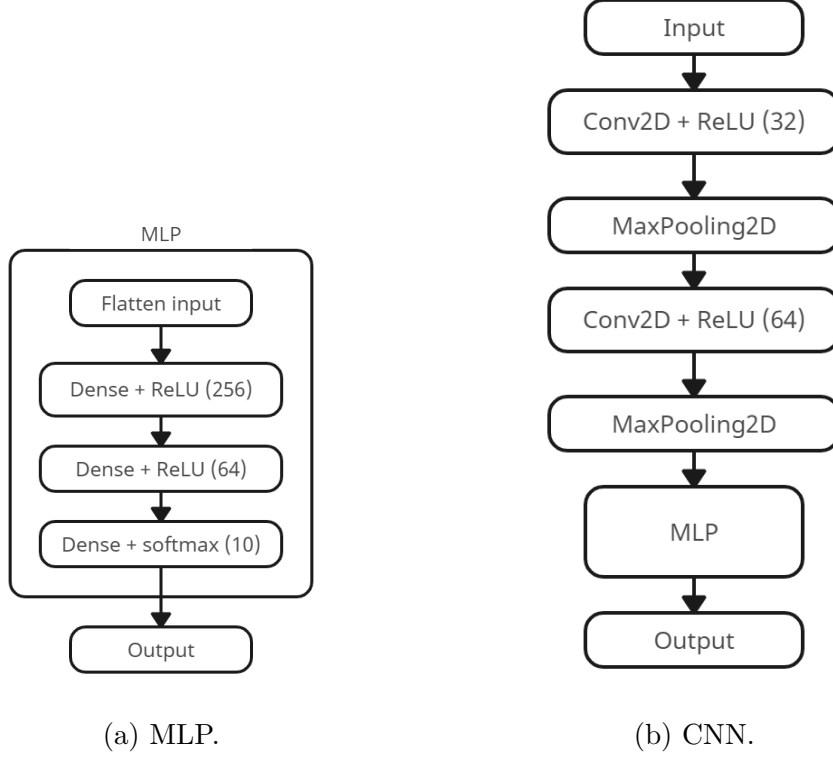 MLP
Flatten input
Dense + ReLU (256)
Dense + ReLU (64)
Dense + softmax (10)
Output
(a) MLP.
Input
Conv2D + ReLU (32)
MaxPooling2D
Conv2D + ReLU (64)
MaxPooling2D
MLP
Output
(b) CNN.